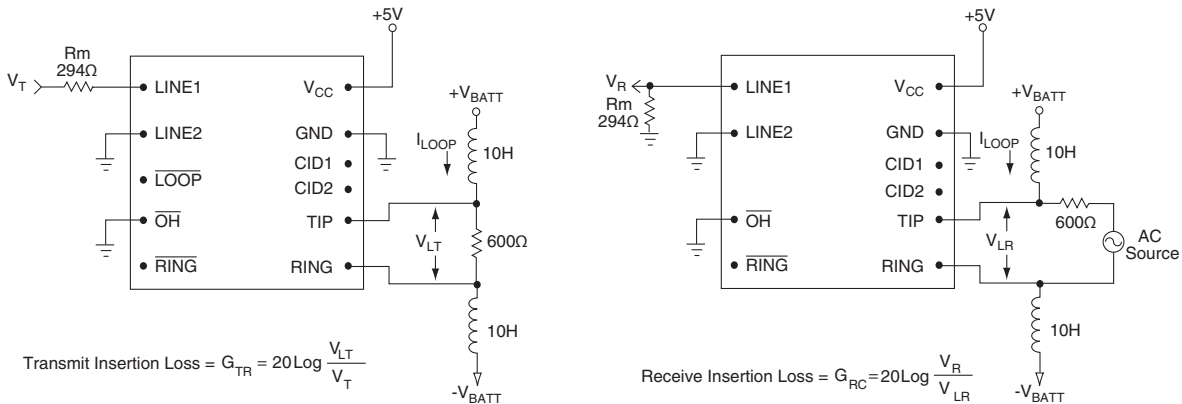 +5V
Rm
294Ω
V_T
LINE1
V_CC
+V_BATT
LINE2
GND
I_LOOP
10H
CID1
LOOP
CID2
OH
TIP
V_LT
600Ω
RING
RING
10H
-V_BATT
Transmit Insertion Loss = G_TR = 20Log V_LT
V_T
+5V
V_R
LINE1
V_CC
Rm
294Ω
+V_BATT
LINE2
GND
I_LOOP
10H
CID1
CID2
OH
TIP
600Ω
V_LR
AC
Source
RING
RING
10H
-V_BATT
Receive Insertion Loss = G_RC = 20Log V_R
V_LR